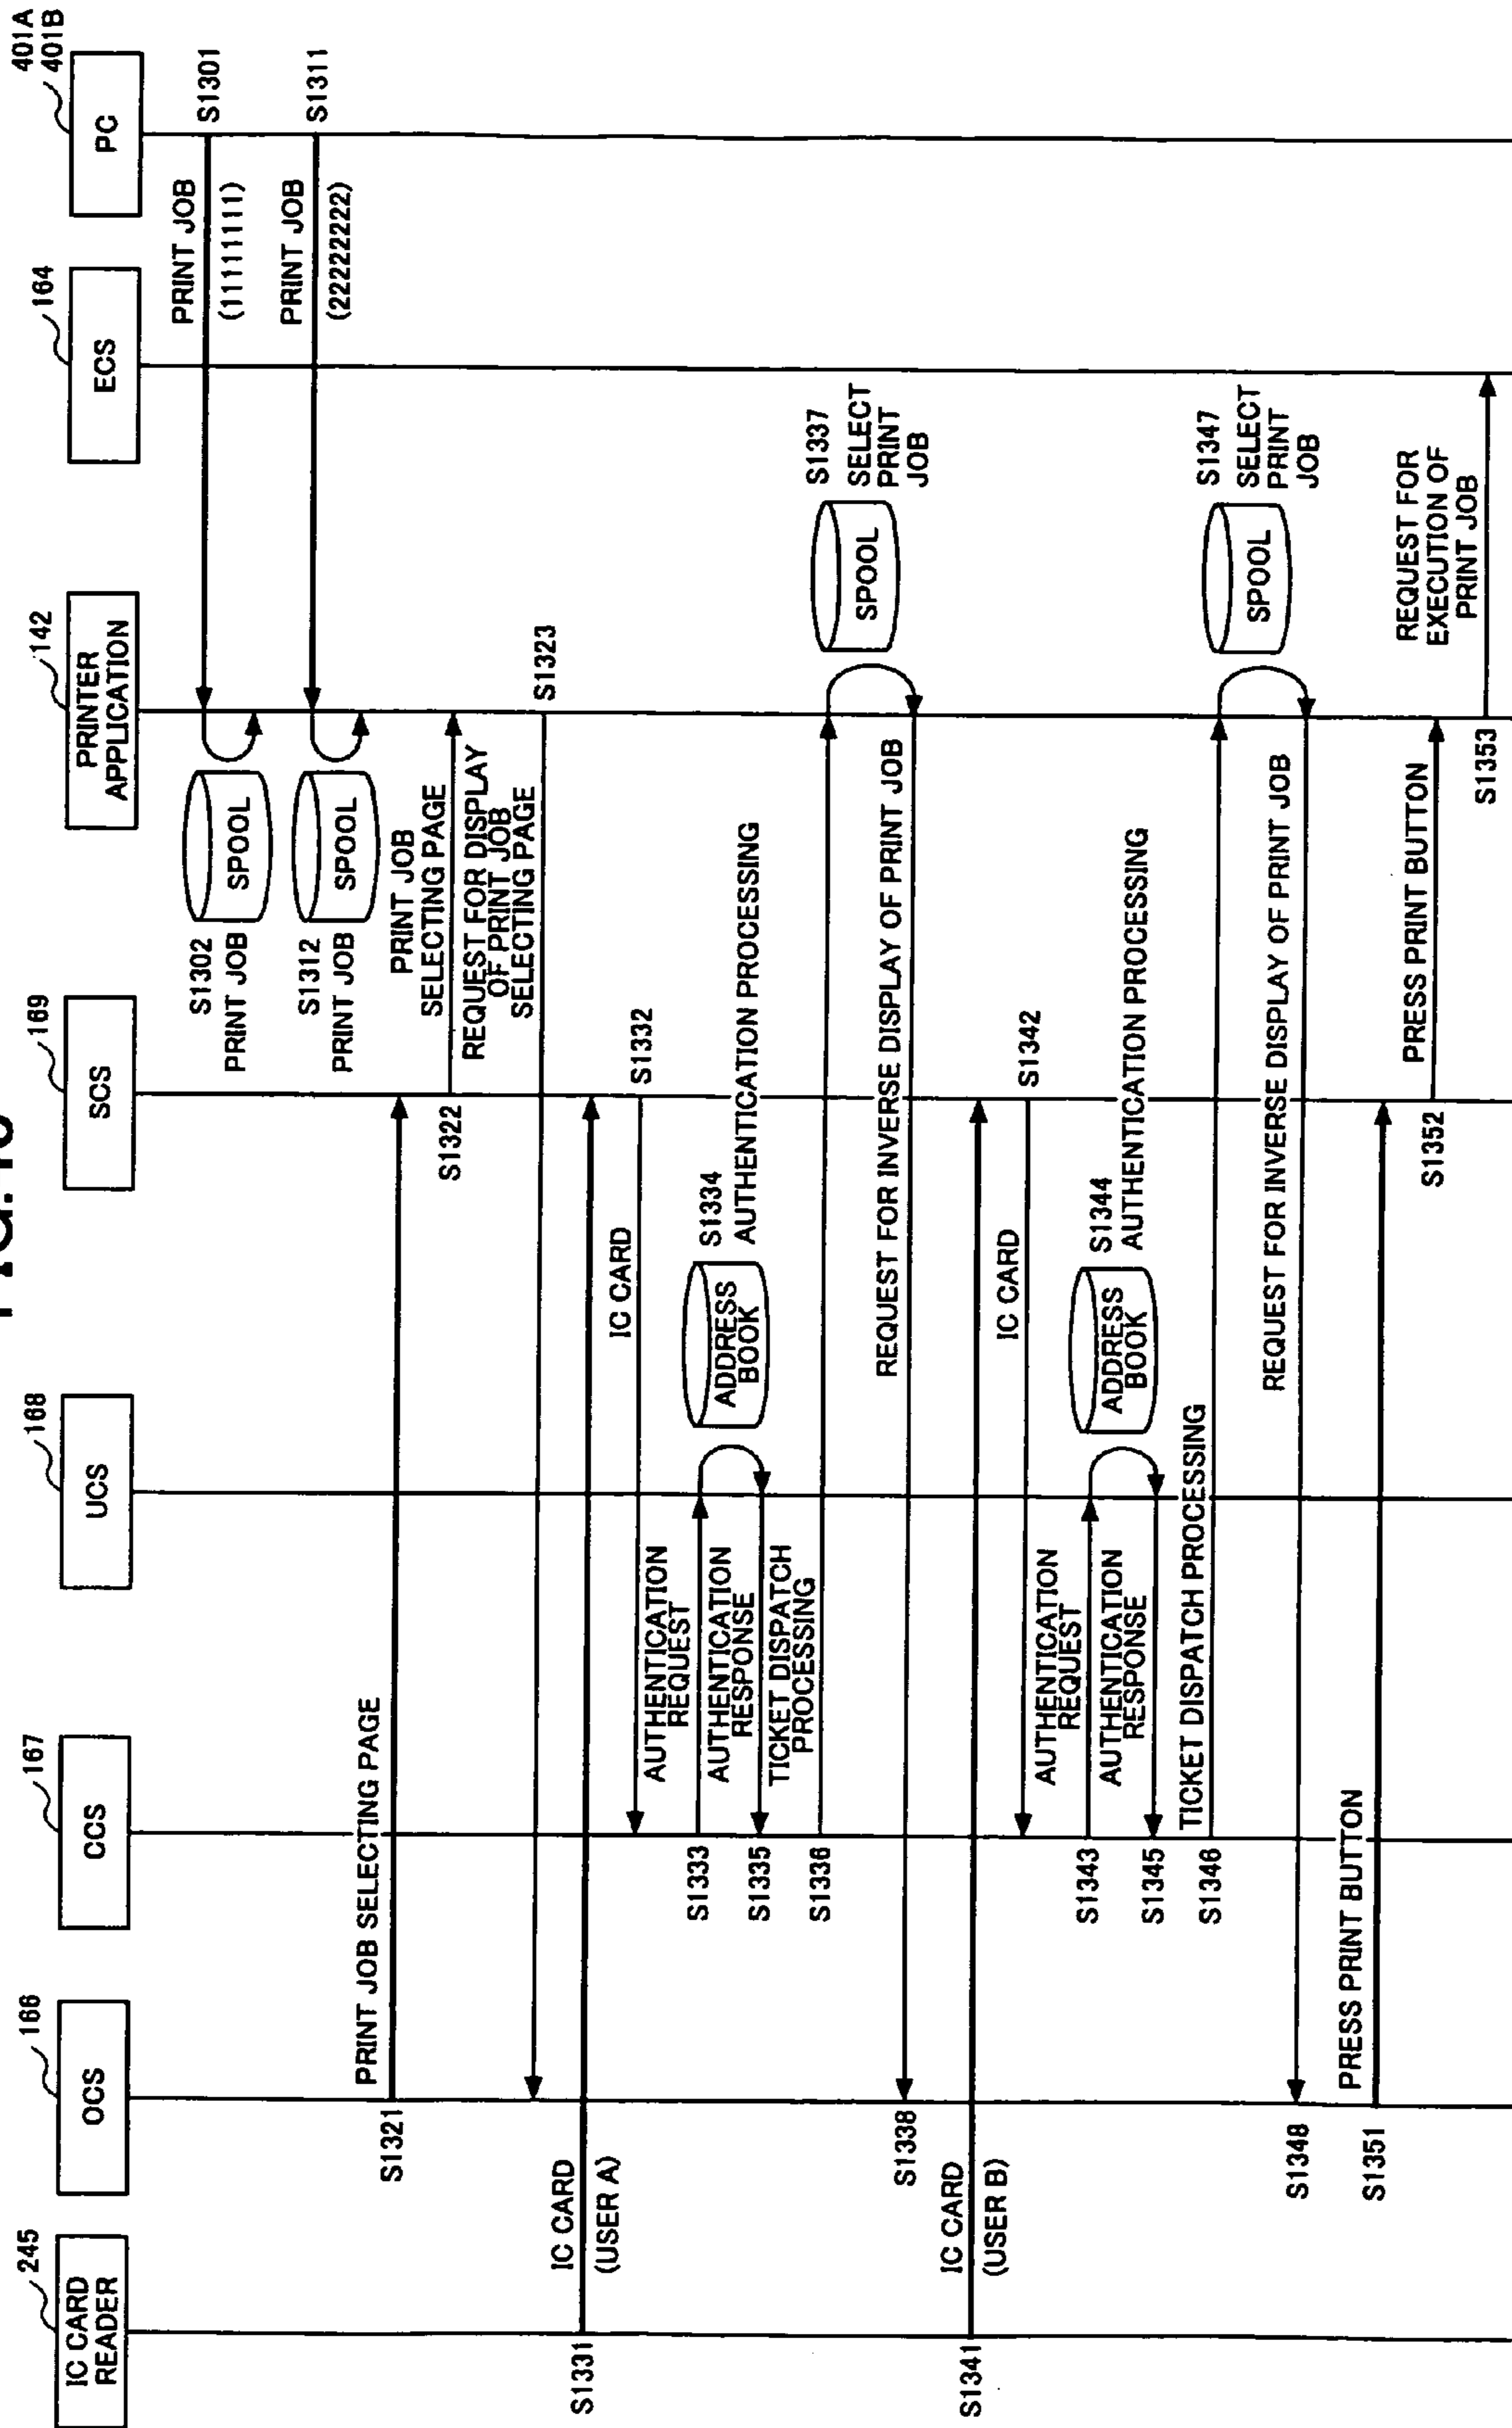 IC CARD
READER
245
OCS
166
CCS
167
UCS
168
SCS
169
PRINTER
APPLICATION
142
ECS
164
PC
401A
401B
PRINT JOB
(11111111)
S1301
S1302
PRINT JOB
SPOOL
PRINT JOB
(22222222)
S1311
S1312
PRINT JOB
SPOOL
S1321
PRINT JOB SELECTING PAGE
S1322
PRINT JOB
SELECTING PAGE
REQUEST FOR DISPLAY
OF PRINT JOB
SELECTING PAGE
S1323
S1331
IC CARD
(USER A)
S1332
IC CARD
AUTHENTICATION
REQUEST
S1333
ADDRESS
BOOK
S1334
AUTHENTICATION PROCESSING
AUTHENTICATION
RESPONSE
S1335
TICKET DISPATCH
PROCESSING
S1336
SPOOL
S1337
SELECT
PRINT
JOB
REQUEST FOR INVERSE DISPLAY OF PRINT JOB
S1338
S1341
IC CARD
(USER B)
S1342
IC CARD
AUTHENTICATION
REQUEST
S1343
ADDRESS
BOOK
S1344
AUTHENTICATION PROCESSING
AUTHENTICATION
RESPONSE
S1345
TICKET DISPATCH PROCESSING
S1346
SPOOL
S1347
SELECT
PRINT
JOB
REQUEST FOR INVERSE DISPLAY OF PRINT JOB
S1348
PRESS PRINT BUTTON
S1351
PRESS PRINT BUTTON
S1352
REQUEST FOR
EXECUTION OF
PRINT JOB
S1353